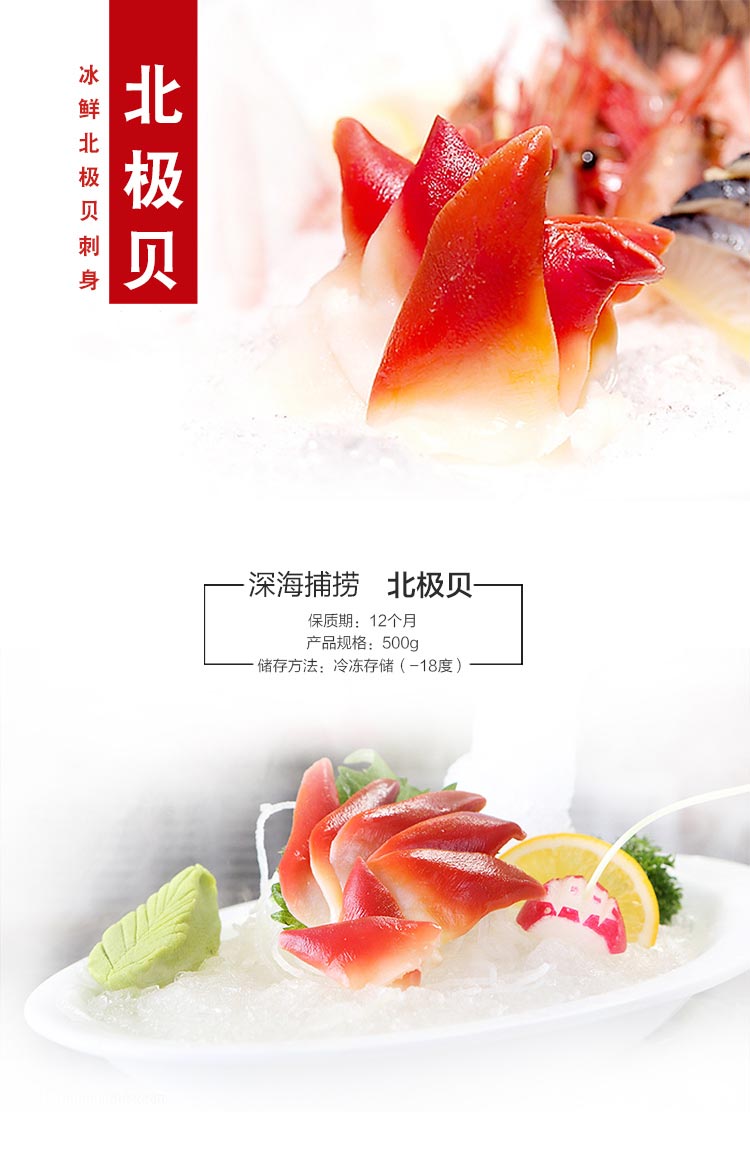 北极贝
冰鲜北极贝刺身
深海捕捞 北极贝
保质期：12个月
产品规格：500g
储存方法：冷冻存储（-18度）